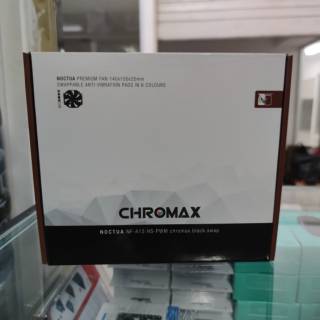 NOCTUA PREMIUM FAN 140x150x25mm
SWAPPABLE ANTI-VIBRATION PADS IN 6 COLOURS
CHROMAX
NOCTUA NF-A15 HS-PWM chromax.black.swap